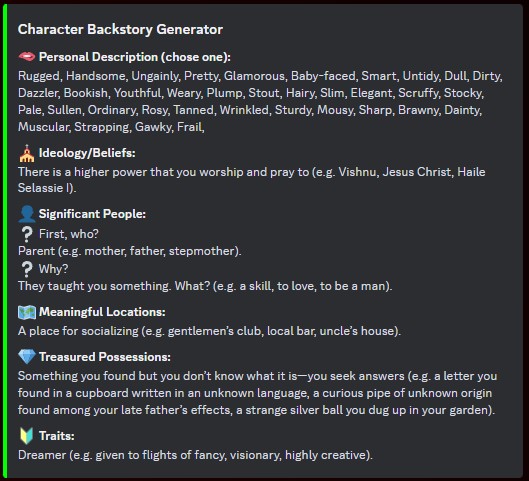 Character Backstory Generator
Personal Description (chose one):
Rugged, Handsome, Ungainly, Pretty, Glamorous, Baby-faced, Smart, Untidy, Dull, Dirty,
Dazzler, Bookish, Youthful, Weary, Plump, Stout, Hairy, Slim, Elegant, Scruffy, Stocky,
Pale, Sullen, Ordinary, Rosy, Tanned, Wrinkled, Sturdy, Mousy, Sharp, Brawny, Dainty,
Muscular, Strapping, Gawky, Frail,
Ideology/Beliefs:
There is a higher power that you worship and pray to (e.g. Vishnu, Jesus Christ, Haile
Selassie I).
Significant People:
First, who?
Parent (e.g. mother, father, stepmother).
Why?
They taught you something. What? (e.g. a skill, to love, to be a man).
Meaningful Locations:
A place for socializing (e.g. gentlemen's club, local bar, uncle's house).
Treasured Possessions:
Something you found but you don't know what it is—you seek answers (e.g. a letter you
found in a cupboard written in an unknown language, a curious pipe of unknown origin
found among your late father's effects, a strange silver ball you dug up in your garden).
Traits:
Dreamer (e.g. given to flights of fancy, visionary, highly creative).